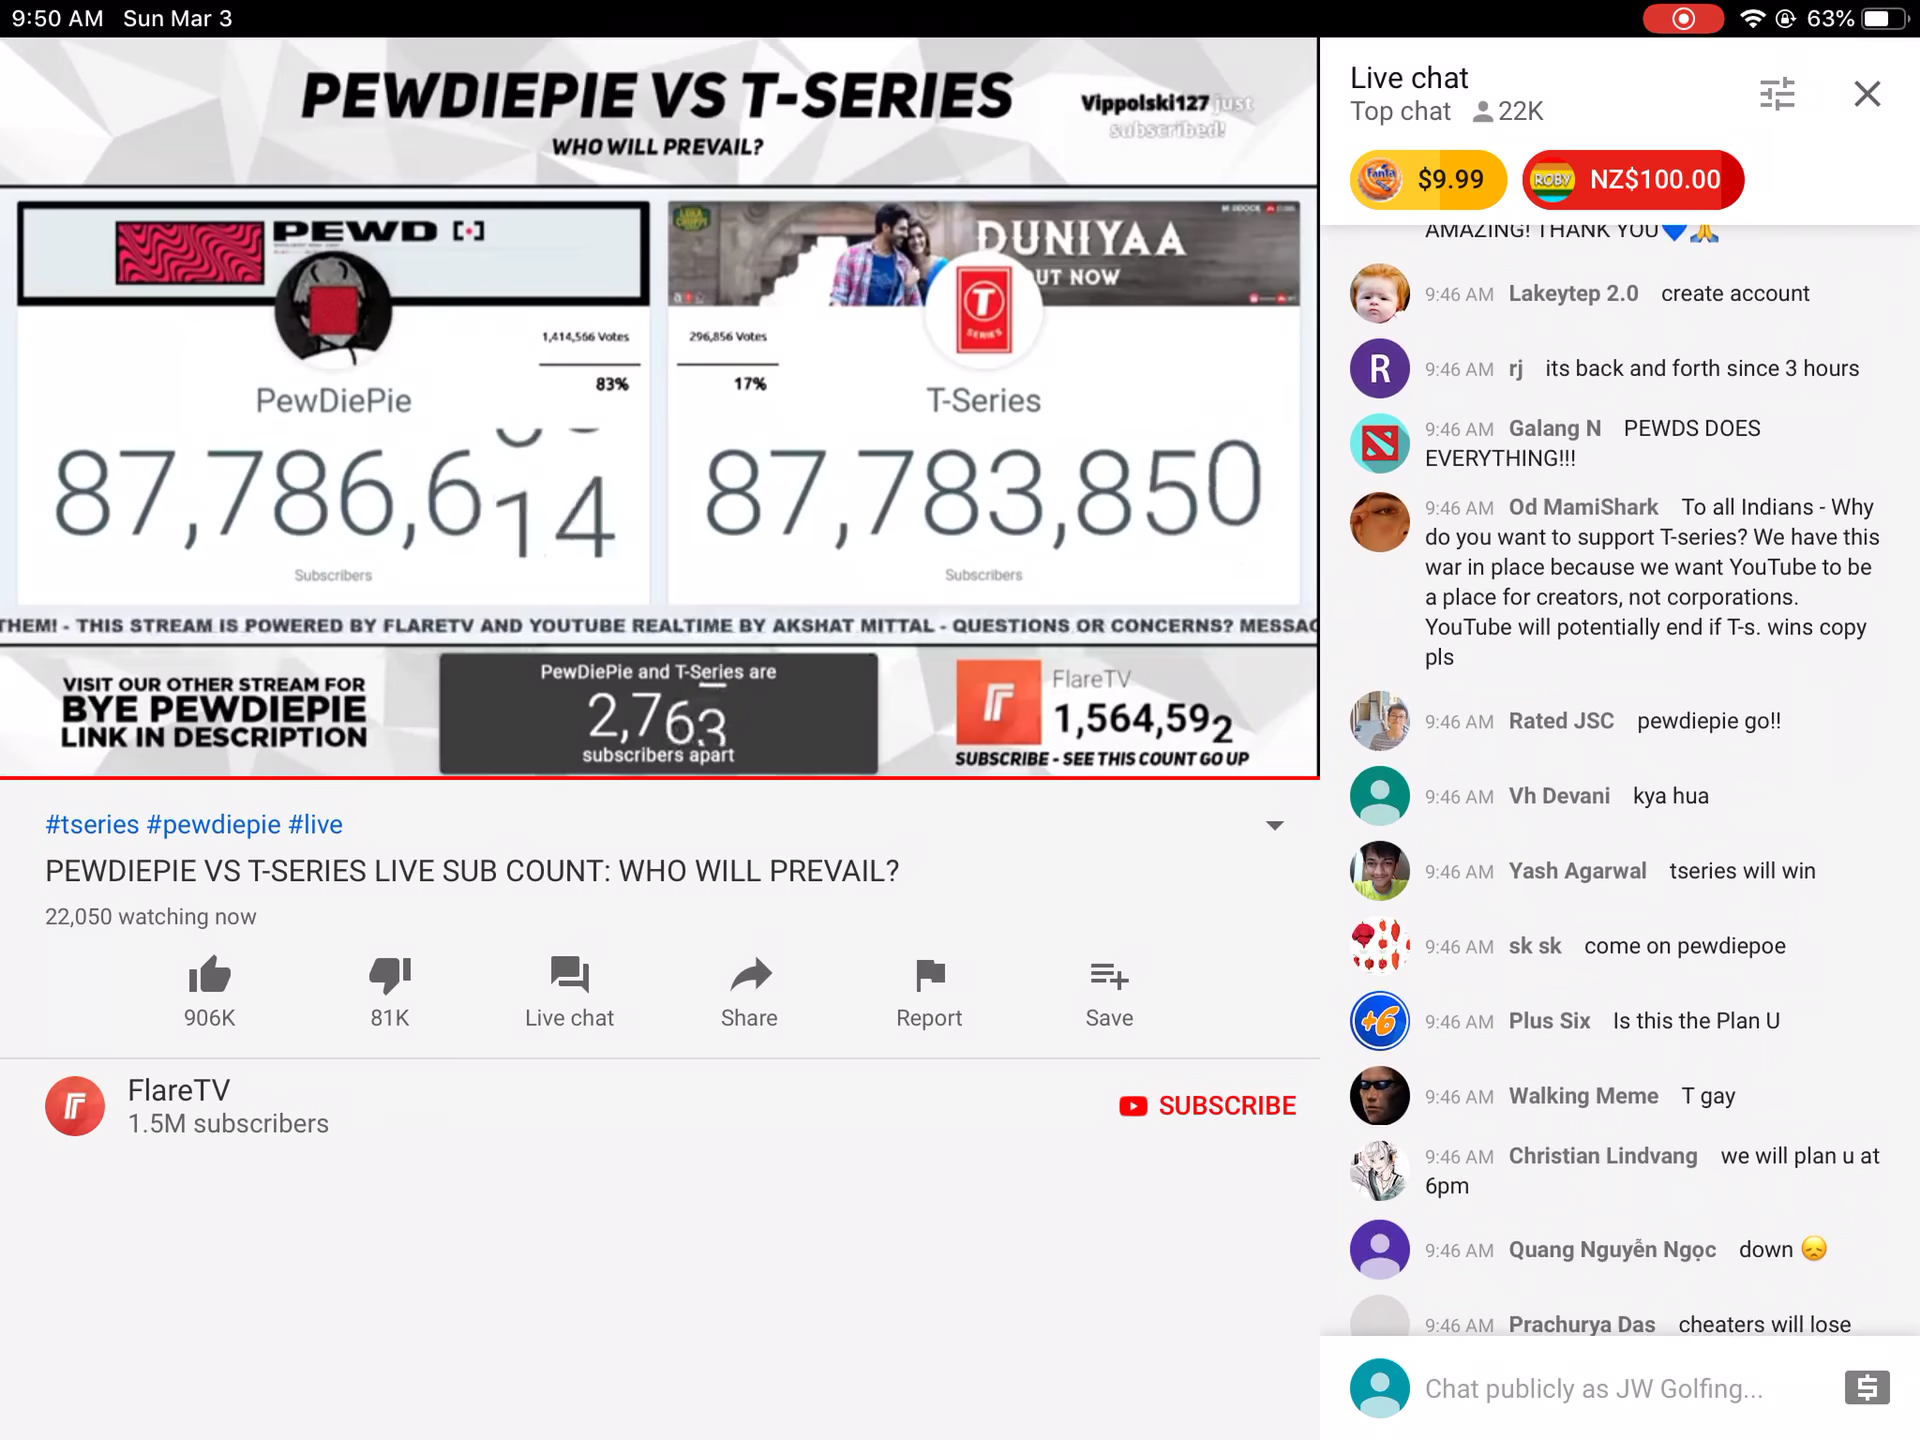 9:50 AM Sun Mar 3
63%
PEWDIEPIE VS T-SERIES
WHO WILL PREVAIL?
Vippolski127 just
subscribed!
PEWD [·]
DUNIYAA
OUT NOW
T
SERIES
1,414,566 Votes
83%
296,856 Votes
17%
PewDiePie
T-Series
87,786,614
87,783,850
Subscribers
Subscribers
THEM! - THIS STREAM IS POWERED BY FLARETV AND YOUTUBE REALTIME BY AKSHAT MITTAL - QUESTIONS OR CONCERNS? MESSAG
VISIT OUR OTHER STREAM FOR
BYE PEWDIEPIE
LINK IN DESCRIPTION
PewDiePie and T-Series are
2,763
subscribers apart
FlareTV
1,564,592
SUBSCRIBE - SEE THIS COUNT GO UP
#tseries #pewdiepie #live
PEWDIEPIE VS T-SERIES LIVE SUB COUNT: WHO WILL PREVAIL?
22,050 watching now
906K
81K
Live chat
Share
Report
Save
FlareTV
1.5M subscribers
SUBSCRIBE
Live chat
Top chat 22K
Fanta $9.99
ROBY NZ$100.00
AMAZING! THANK YOU💙🙏
9:46 AM Lakeytep 2.0 create account
R 9:46 AM rj its back and forth since 3 hours
9:46 AM Galang N PEWDS DOES
EVERYTHING!!!
9:46 AM Od MamiShark To all Indians - Why
do you want to support T-series? We have this
war in place because we want YouTube to be
a place for creators, not corporations.
YouTube will potentially end if T-s. wins copy
pls
9:46 AM Rated JSC pewdiepie go!!
9:46 AM Vh Devani kya hua
9:46 AM Yash Agarwal tseries will win
9:46 AM sk sk come on pewdiepoe
+6 9:46 AM Plus Six Is this the Plan U
9:46 AM Walking Meme T gay
9:46 AM Christian Lindvang we will plan u at
6pm
9:46 AM Quang Nguyễn Ngọc down 😞
9:46 AM Prachurya Das cheaters will lose
Chat publicly as JW Golfing...